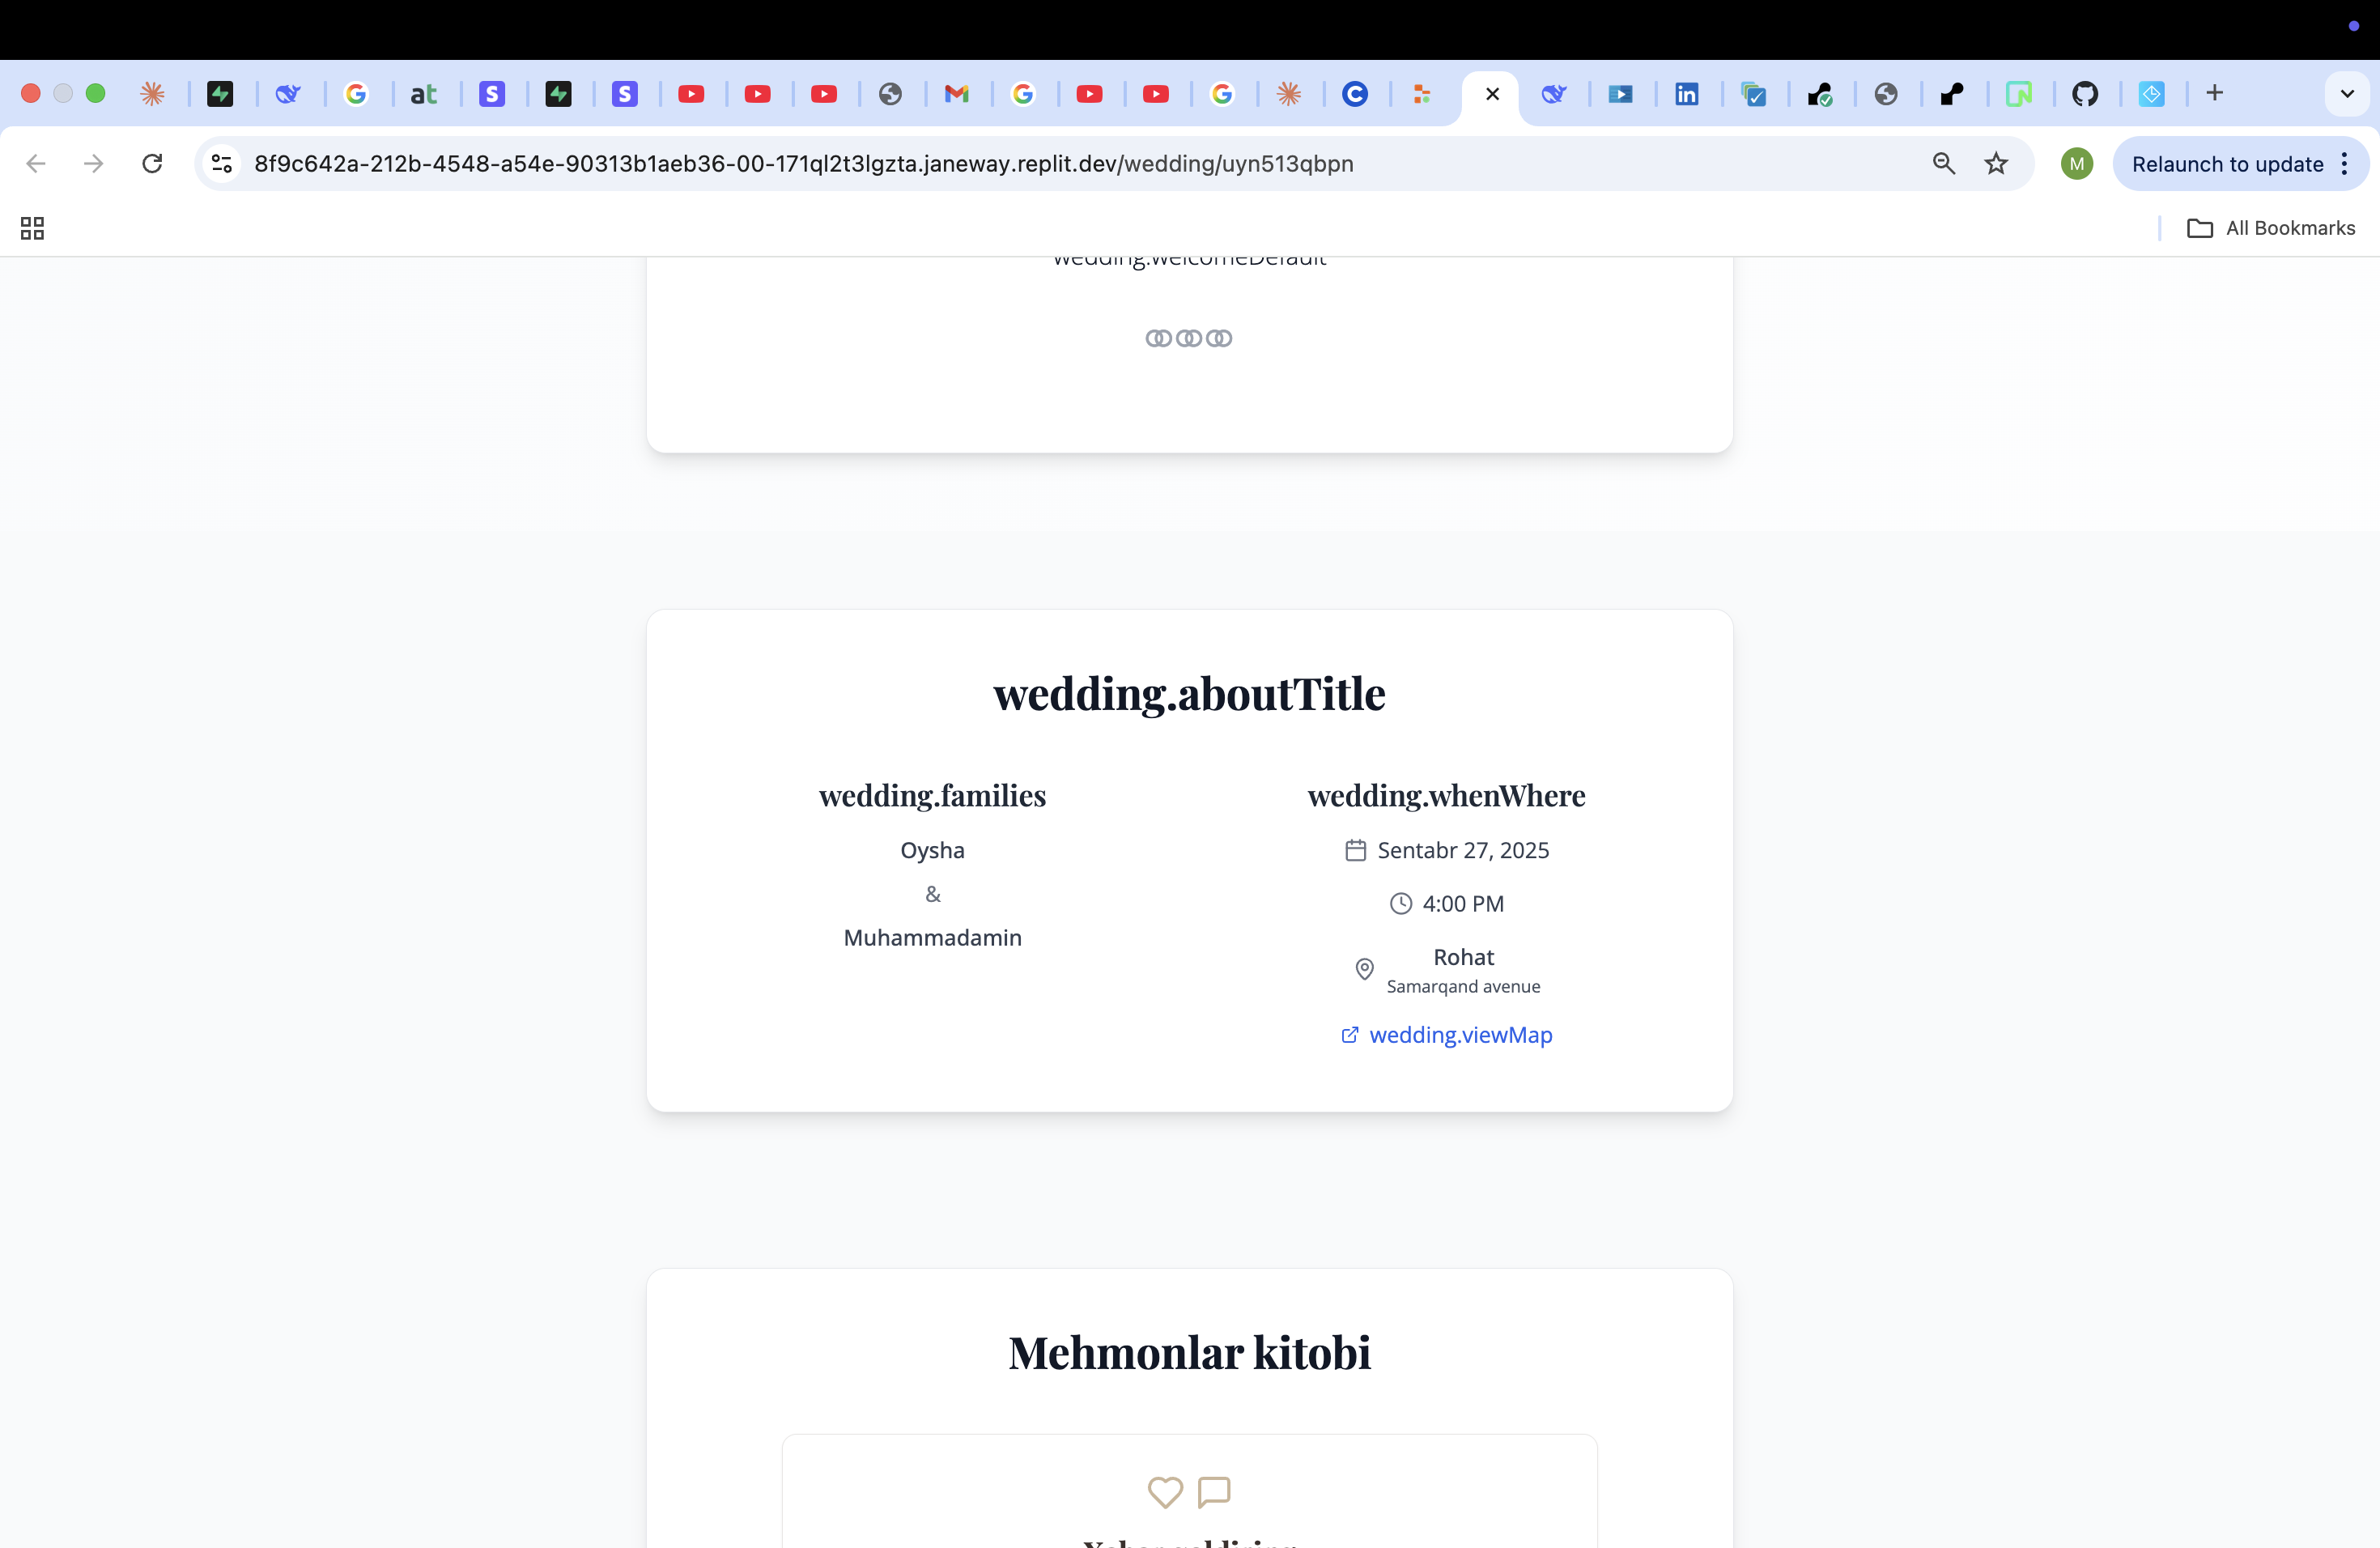 at
S
S
C
in
8f9c642a-212b-4548-a54e-90313b1aeb36-00-171ql2t3lgzta.janeway.replit.dev/wedding/uyn513qbpn
M
Relaunch to update
All Bookmarks
wedding.welcomeDefault
wedding.aboutTitle
wedding.families
Oysha
&
Muhammadamin
wedding.whenWhere
Sentabr 27, 2025
4:00 PM
Rohat
Samarqand avenue
wedding.viewMap
Mehmonlar kitobi